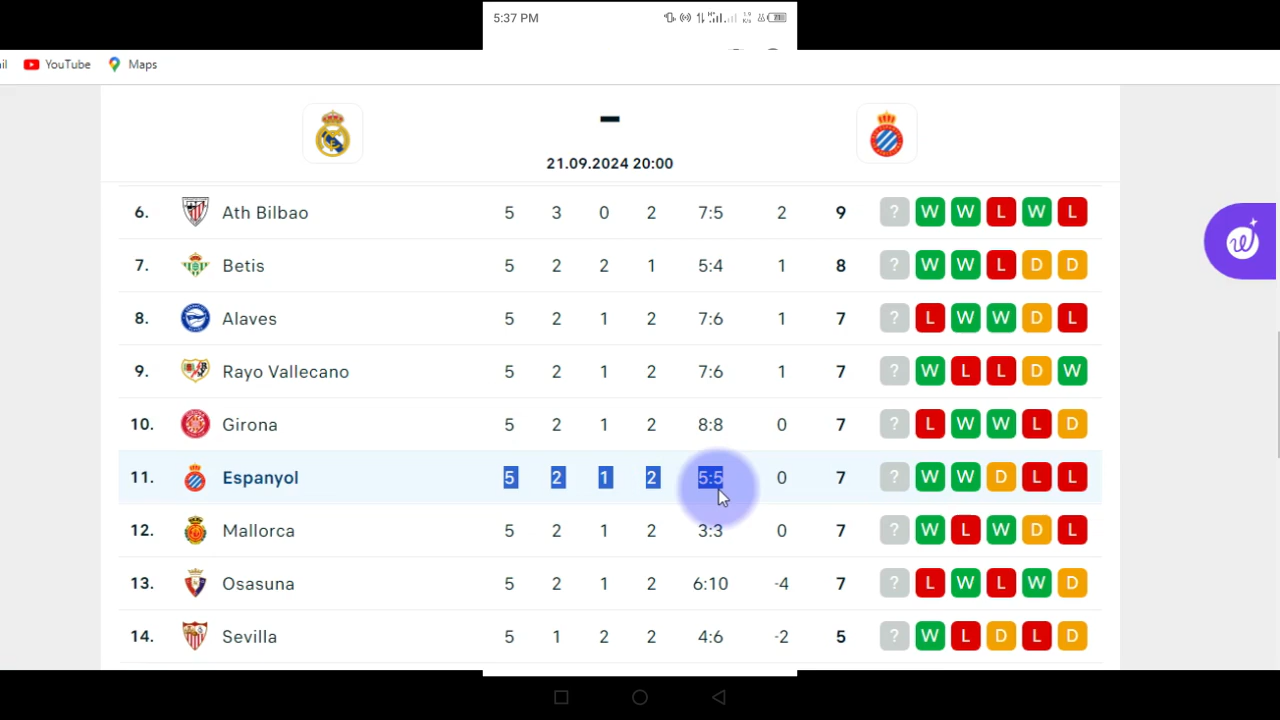 5:37 PM
YouTube Maps
–
21.09.2024 20:00
6. Ath Bilbao 5 3 0 2 7:5 2 9 ? W W L W L
7. Betis 5 2 2 1 5:4 1 8 ? W W L D D
8. Alaves 5 2 1 2 7:6 1 7 ? L W W D L
9. Rayo Vallecano 5 2 1 2 7:6 1 7 ? W L L D W
10. Girona 5 2 1 2 8:8 0 7 ? L W W L D
11. Espanyol 5 2 1 2 5:5 0 7 ? W W D L L
12. Mallorca 5 2 1 2 3:3 0 7 ? W L W D L
13. Osasuna 5 2 1 2 6:10 -4 7 ? L W L W D
14. Sevilla 5 1 2 2 4:6 -2 5 ? W L D L D